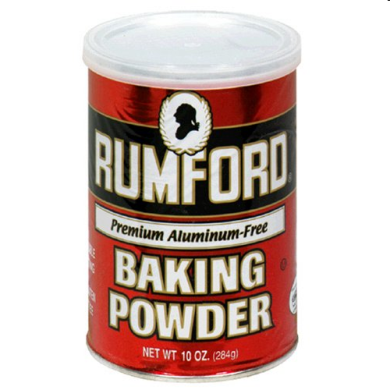 RUMFORD®
Premium Aluminum-Free
BAKING
POWDER
NET WT 10 OZ. (284g)